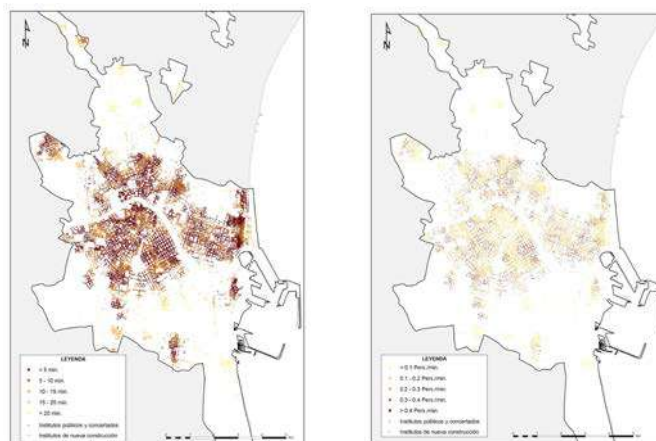 N
LEYENDA
< 5 min.
5 - 10 min.
10 - 15 min.
15 - 20 min.
> 20 min.
Institutos públicos y concertados
Institutos de nueva construcción
N
LEYENDA
< 0.1 Pers./min.
0.1 - 0.2 Pers./min.
0.2 - 0.3 Pers./min.
0.3 - 0.4 Pers./min.
> 0.4 Pers./min.
Institutos públicos y concertados
Institutos de nueva construcción